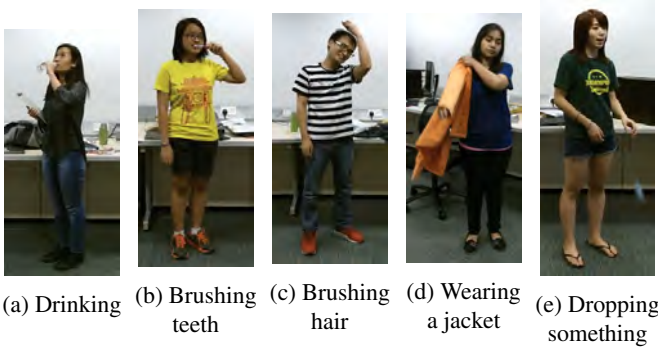 (a) Drinking
(b) Brushing
teeth
(c) Brushing
hair
(d) Wearing
a jacket
(e) Dropping
something